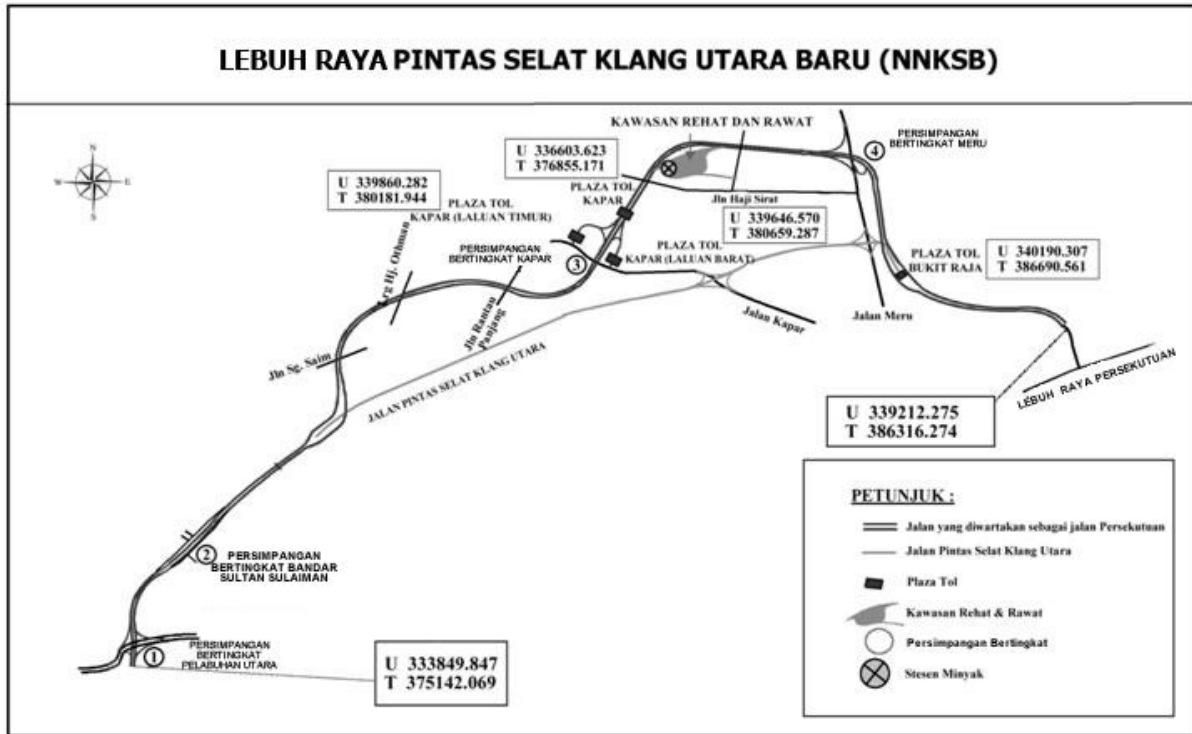 LEBUH RAYA PINTAS SELAT KLANG UTARA BARU (NNKSB)
N
W E
S
KAWASAN REHAT DAN RAWAT
④ PERSIMPANGAN
BERTINGKAT MERU
U 336603.623
T 376855.171
U 339860.282
T 380181.944
PLAZA TOL
KAPAR
Jln Haji Sirat
PLAZA TOL
KAPAR (LALUAN TIMUR)
U 339646.570
T 380659.287
Lrg Hj. Othman
PERSIMPANGAN
BERTINGKAT KAPAR
③
PLAZA TOL
KAPAR (LALUAN BARAT)
PLAZA TOL
BUKIT RAJA
U 340190.307
T 386690.561
Jln Rantau
Panjang
Jalan Kapar
Jalan Meru
Jln Sg. Saim
JALAN PINTAS SELAT KLANG UTARA
LEBUH RAYA PERSEKUTUAN
U 339212.275
T 386316.274
② PERSIMPANGAN
BERTINGKAT BANDAR
SULTAN SULAIMAN
① PERSIMPANGAN
BERTINGKAT
PELABUHAN UTARA
U 333849.847
T 375142.069
PETUNJUK :
Jalan yang diwartakan sebagai jalan Persekutuan
Jalan Pintas Selat Klang Utara
Plaza Tol
Kawasan Rehat & Rawat
Persimpangan Bertingkat
Stesen Minyak